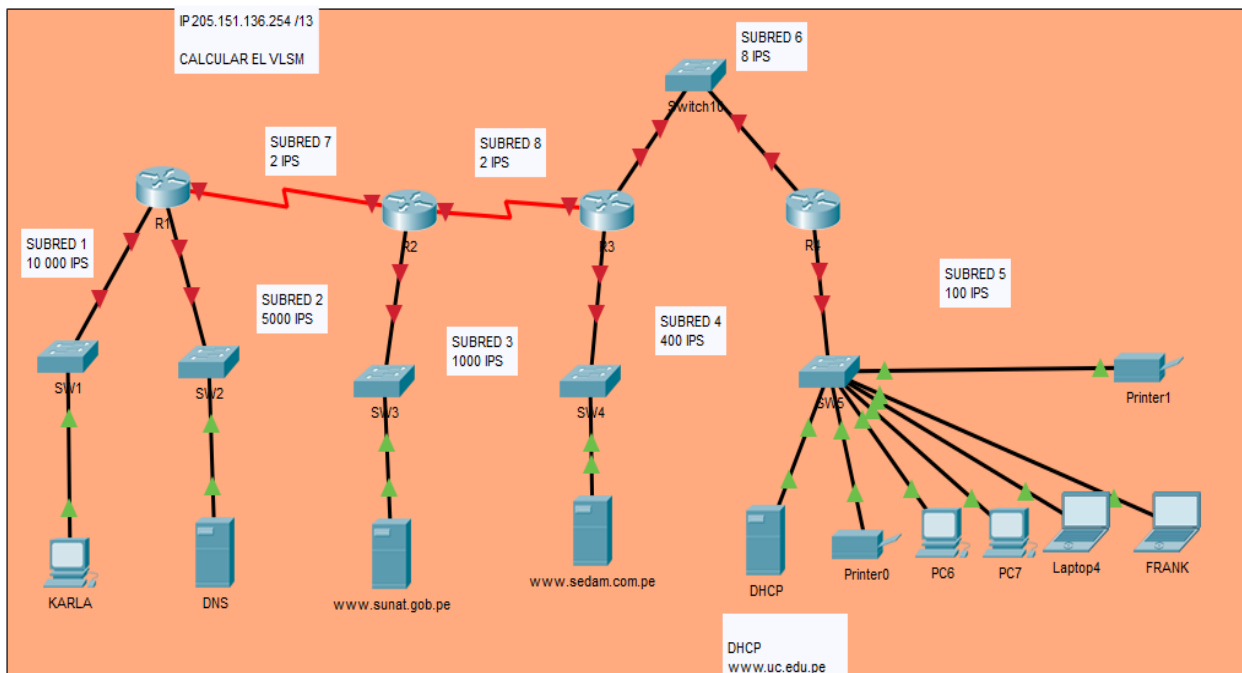 IP 205.151.136.254 /13
CALCULAR EL VLSM
SUBRED 6
8 IPS
Switch10
SUBRED 7
2 IPS
SUBRED 8
2 IPS
R1
R2
R3
R4
SUBRED 1
10 000 IPS
SUBRED 2
5000 IPS
SUBRED 3
1000 IPS
SUBRED 4
400 IPS
SUBRED 5
100 IPS
SW1
SW2
SW3
SW4
SW5
Printer1
KARLA
DNS
www.sunat.gob.pe
www.sedam.com.pe
DHCP
Printer0
PC6
PC7
Laptop4
FRANK
DHCP
www.uc.edu.pe